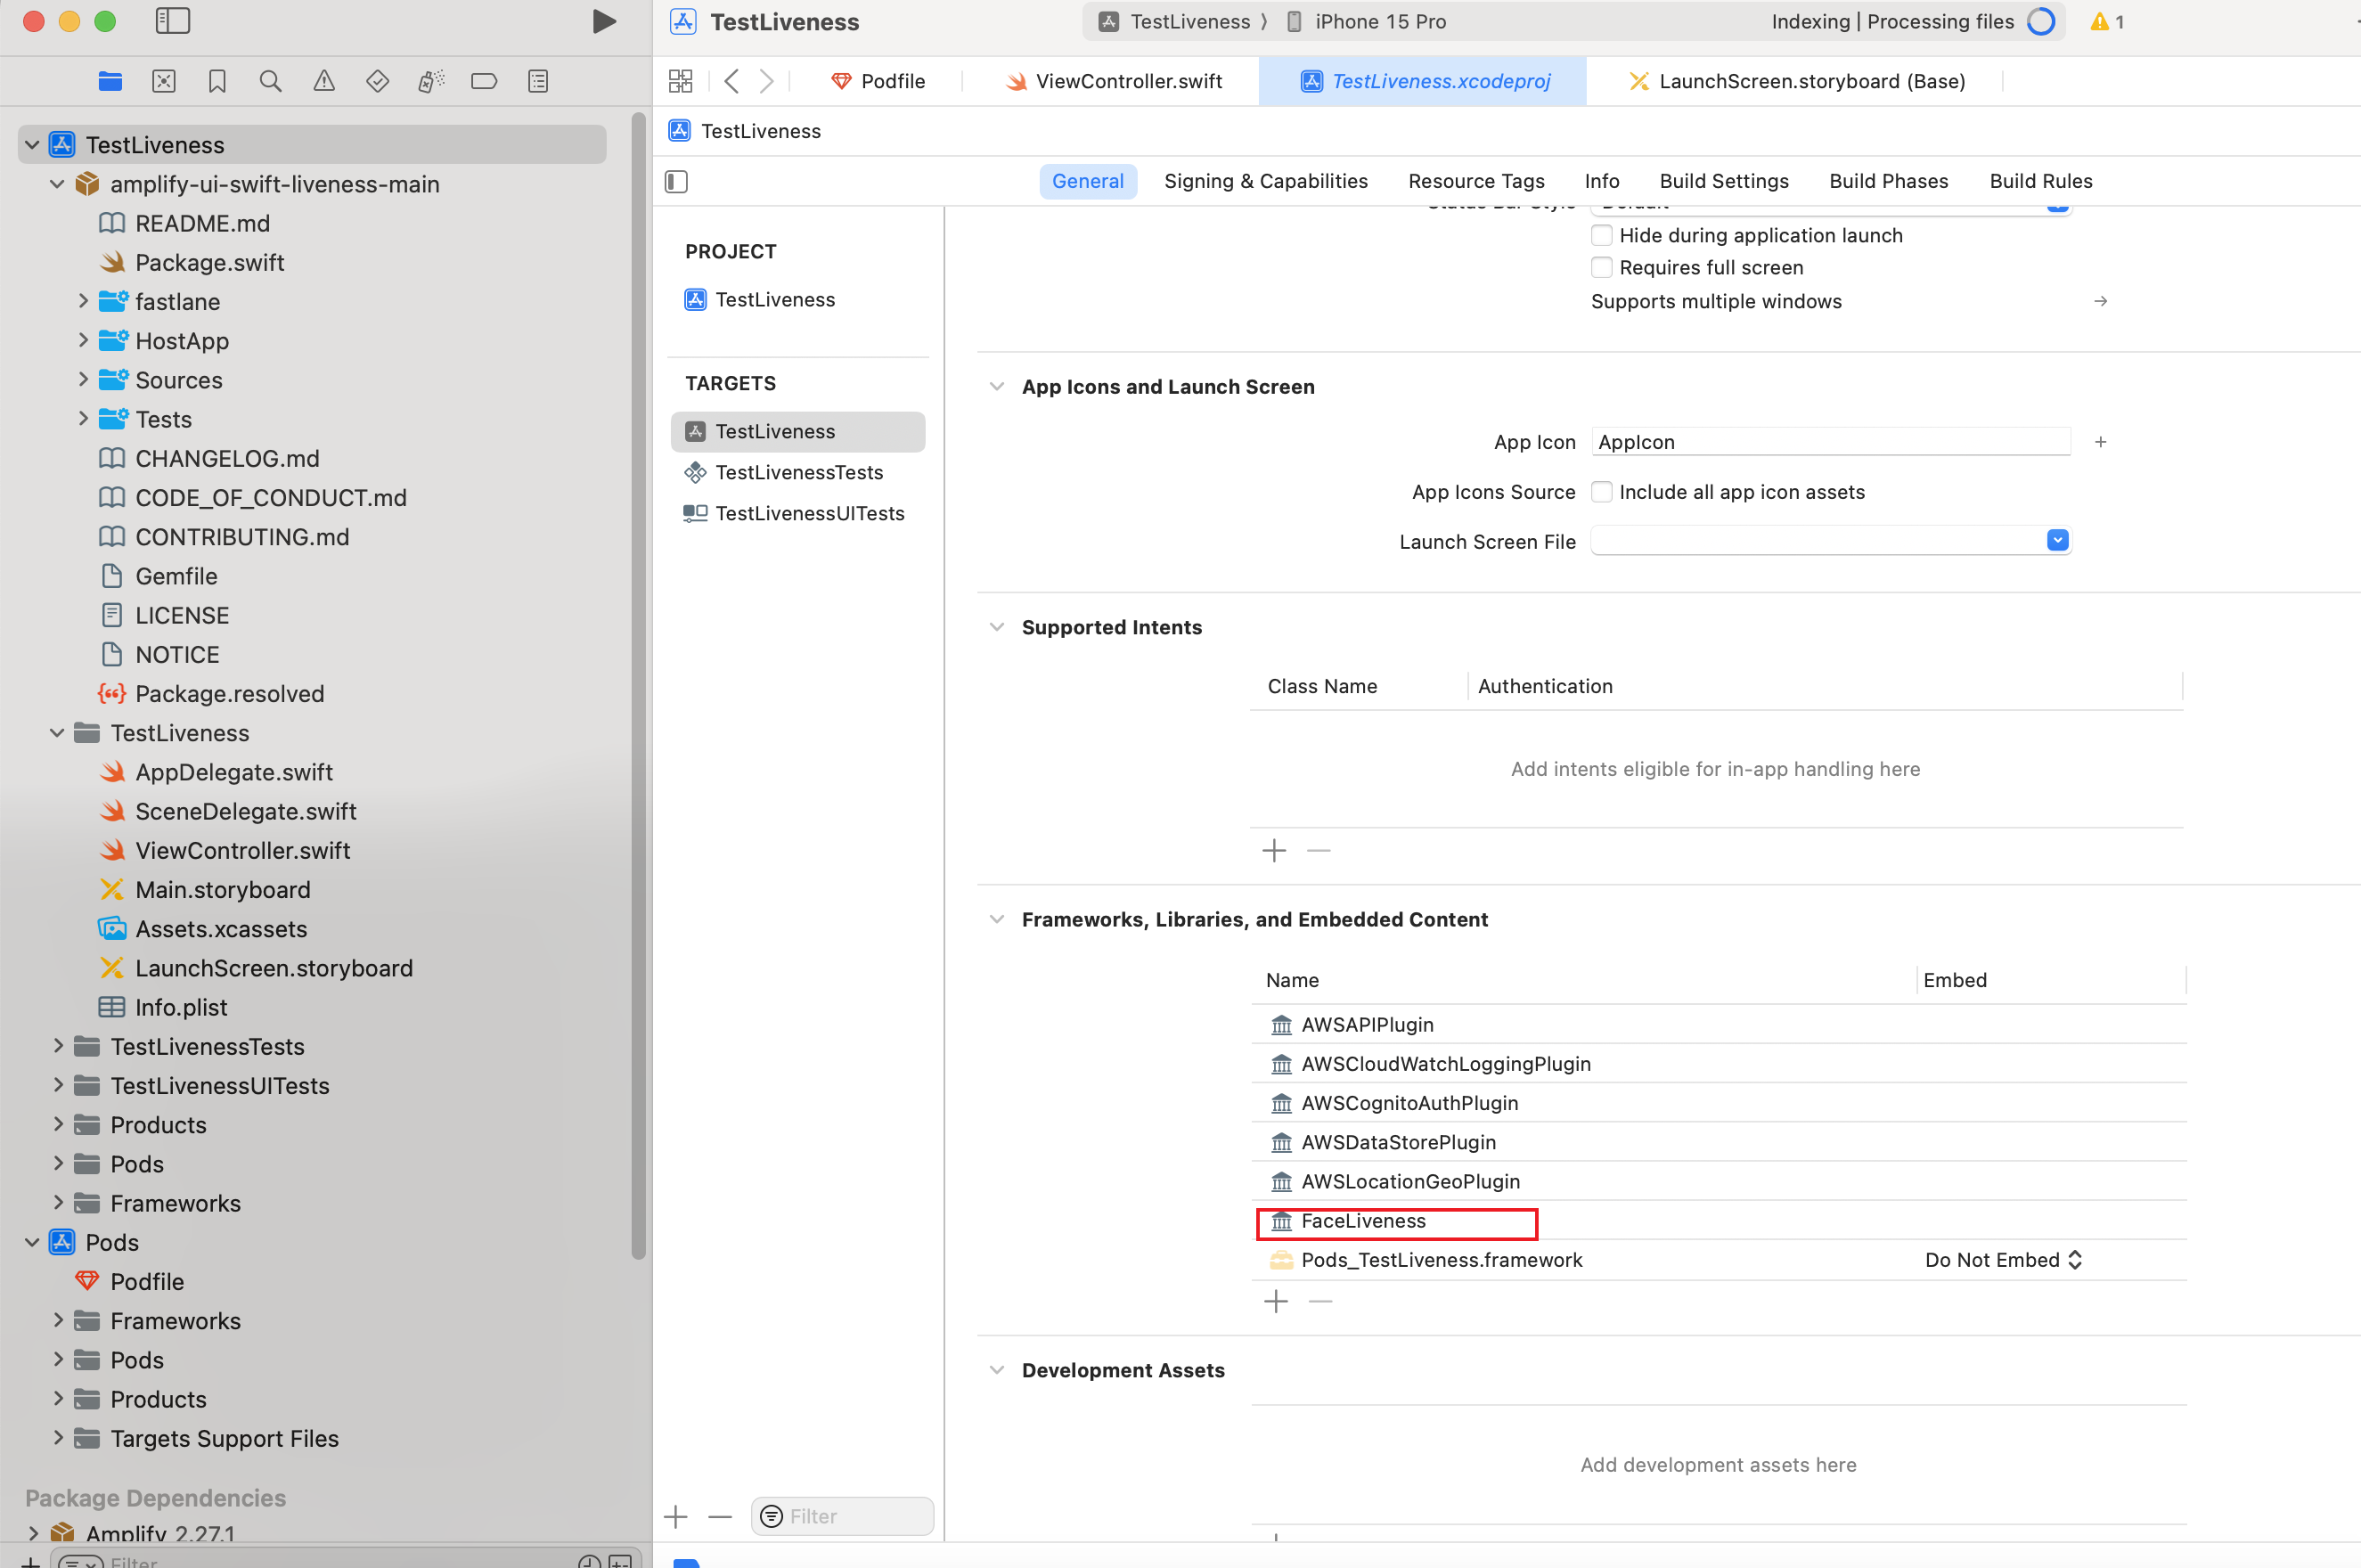 TestLiveness
TestLiveness
iPhone 15 Pro
Indexing | Processing files
1
Podfile
ViewController.swift
TestLiveness.xcodeproj
LaunchScreen.storyboard (Base)
TestLiveness
General
Signing & Capabilities
Resource Tags
Info
Build Settings
Build Phases
Build Rules
TestLiveness
amplify-ui-swift-liveness-main
README.md
Package.swift
fastlane
HostApp
Sources
Tests
CHANGELOG.md
CODE_OF_CONDUCT.md
CONTRIBUTING.md
Gemfile
LICENSE
NOTICE
Package.resolved
TestLiveness
AppDelegate.swift
SceneDelegate.swift
ViewController.swift
Main.storyboard
Assets.xcassets
LaunchScreen.storyboard
Info.plist
TestLivenessTests
TestLivenessUITests
Products
Pods
Frameworks
Pods
Podfile
Frameworks
Pods
Products
Targets Support Files
Package Dependencies
Amplify 2.27.1
Filter
PROJECT
TestLiveness
TARGETS
TestLiveness
TestLivenessTests
TestLivenessUITests
Filter
Status Bar Style Default
Hide during application launch
Requires full screen
Supports multiple windows
App Icons and Launch Screen
App Icon AppIcon
App Icons Source Include all app icon assets
Launch Screen File
Supported Intents
Class Name Authentication
Add intents eligible for in-app handling here
Frameworks, Libraries, and Embedded Content
Name Embed
AWSAPIPlugin
AWSCloudWatchLoggingPlugin
AWSCognitoAuthPlugin
AWSDataStorePlugin
AWSLocationGeoPlugin
FaceLiveness
Pods_TestLiveness.framework Do Not Embed
Development Assets
Add development assets here